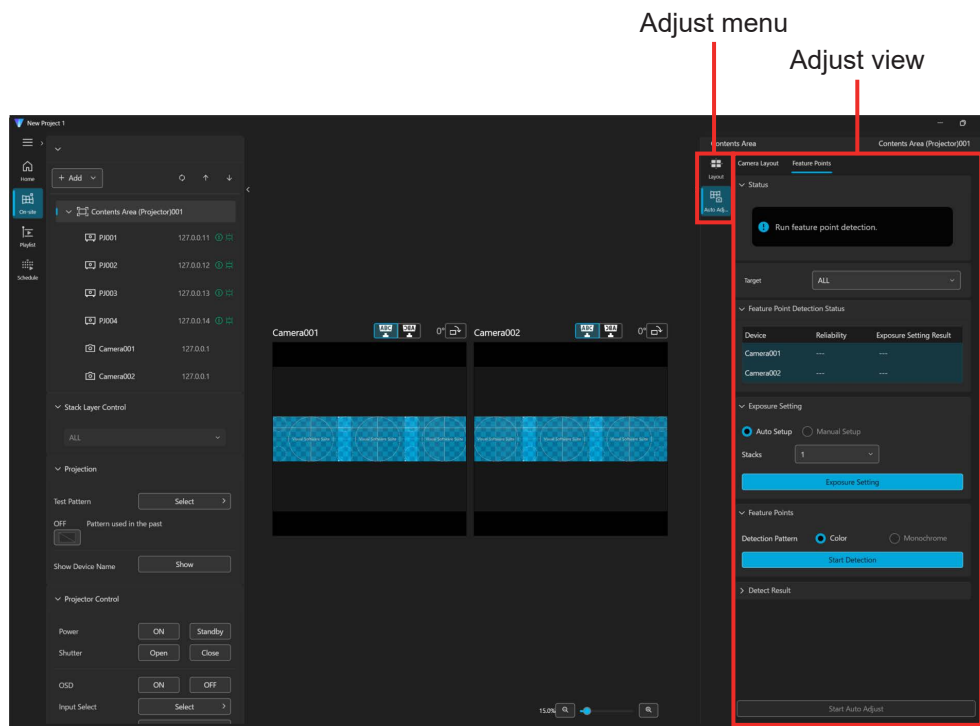 Adjust menu
Adjust view
New Project 1
Contents Area
Contents Area (Projector)001
Home
On-site
Playlist
Schedule
+ Add
Contents Area (Projector)001
PJ001 127.0.0.11
PJ002 127.0.0.12
PJ003 127.0.0.13
PJ004 127.0.0.14
Camera001 127.0.0.1
Camera002 127.0.0.1
Stack Layer Control
ALL
Projection
Test Pattern Select
OFF Pattern used in the past
Show Device Name Show
Projector Control
Power ON Standby
Shutter Open Close
OSD ON OFF
Input Select Select
Camera001 ABC 0°
Camera002 ABC 0°
15.0%
Layout
Auto Adj...
Camera Layout Feature Points
Status
Run feature point detection.
Target ALL
Feature Point Detection Status
Device Reliability Exposure Setting Result
Camera001 --- ---
Camera002 --- ---
Exposure Setting
Auto Setup Manual Setup
Stacks 1
Exposure Setting
Feature Points
Detection Pattern Color Monochrome
Start Detection
Detect Result
Start Auto Adjust